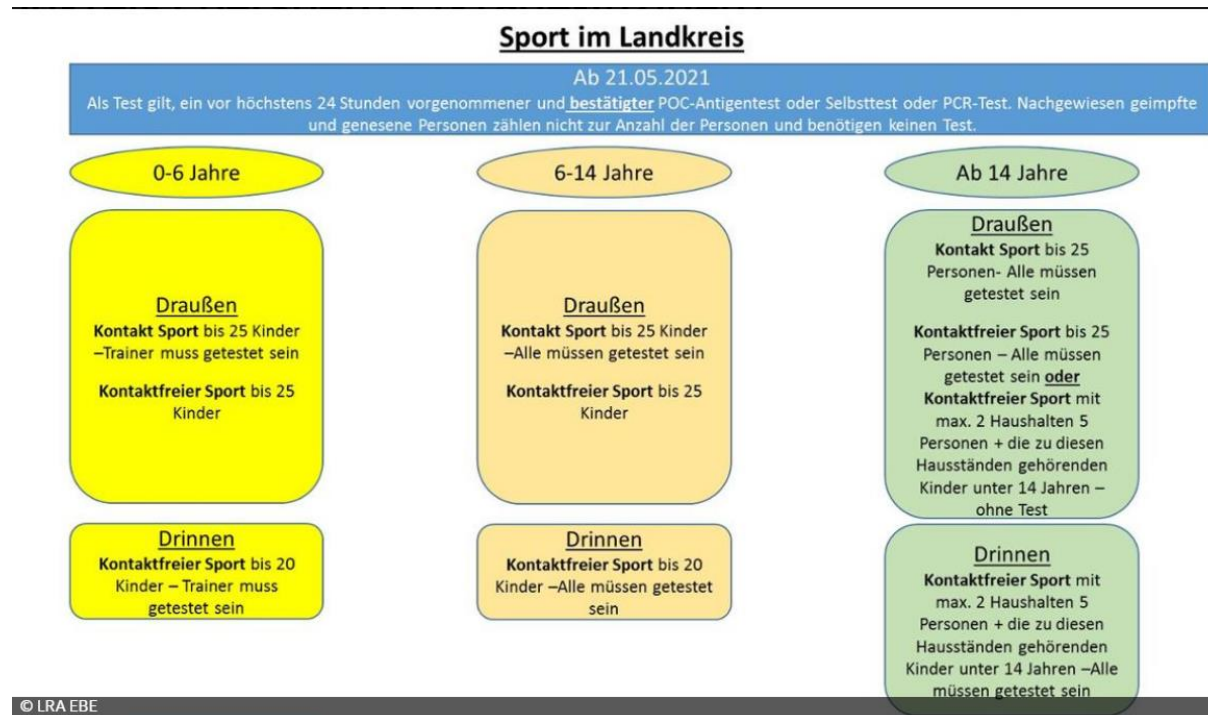 Sport im Landkreis
Ab 21.05.2021
Als Test gilt, ein vor höchstens 24 Stunden vorgenommener und bestätigter POC-Antigentest oder Selbsttest oder PCR-Test. Nachgewiesen geimpfte
und genesene Personen zählen nicht zur Anzahl der Personen und benötigen keinen Test.
0-6 Jahre
Draußen
Kontakt Sport bis 25 Kinder
–Trainer muss getestet sein
Kontaktfreier Sport bis 25
Kinder
Drinnen
Kontaktfreier Sport bis 20
Kinder – Trainer muss
getestet sein
6-14 Jahre
Draußen
Kontakt Sport bis 25 Kinder
–Alle müssen getestet sein
Kontaktfreier Sport bis 25
Kinder
Drinnen
Kontaktfreier Sport bis 20
Kinder –Alle müssen getestet
sein
Ab 14 Jahre
Draußen
Kontakt Sport bis 25
Personen- Alle müssen
getestet sein
Kontaktfreier Sport bis 25
Personen – Alle müssen
getestet sein oder
Kontaktfreier Sport mit
max. 2 Haushalten 5
Personen + die zu diesen
Hausständen gehörenden
Kinder unter 14 Jahren –
ohne Test
Drinnen
Kontaktfreier Sport mit
max. 2 Haushalten 5
Personen + die zu diesen
Hausständen gehörenden
Kinder unter 14 Jahren –Alle
müssen getestet sein
© LRA EBE